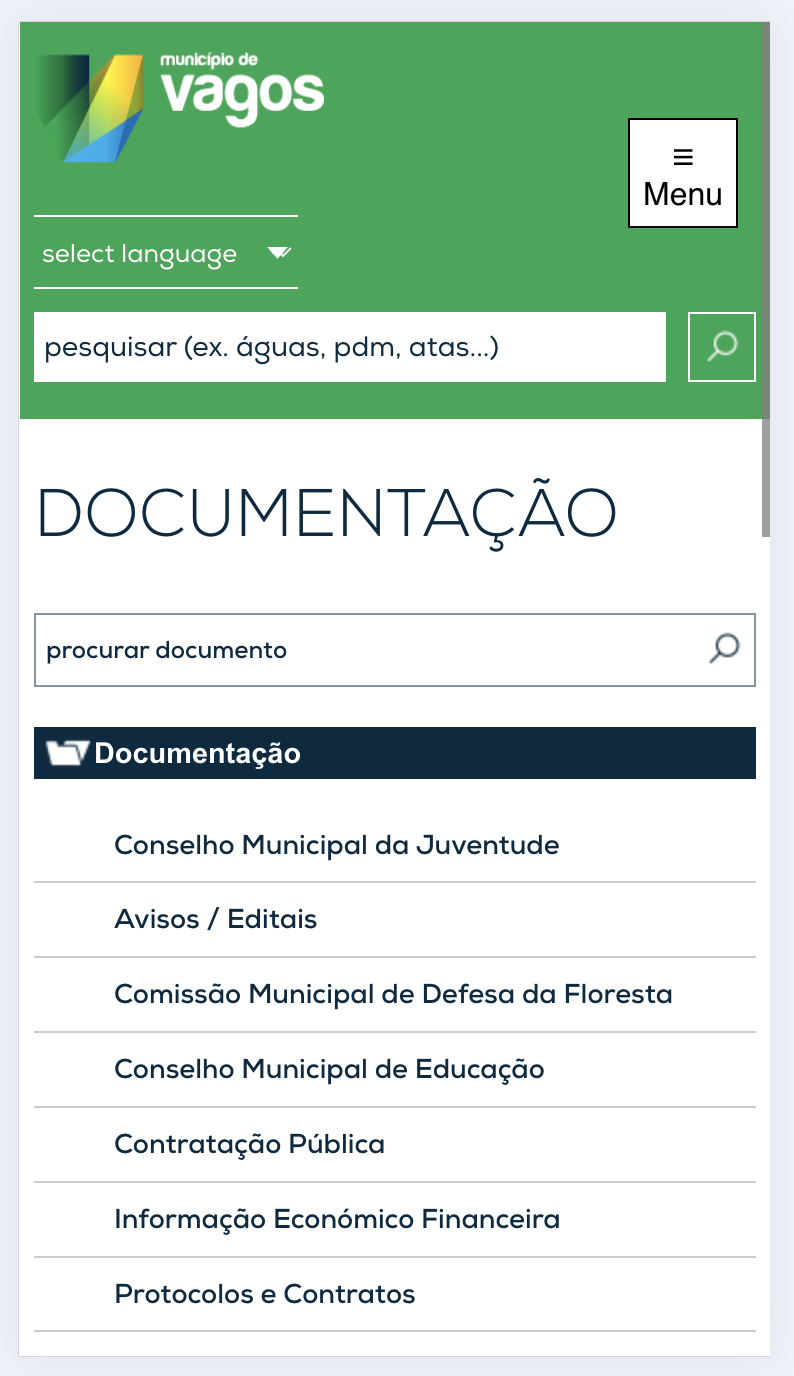 município de
vagos
≡
Menu
select language
pesquisar (ex. águas, pdm, atas...)
DOCUMENTAÇÃO
procurar documento
Documentação
Conselho Municipal da Juventude
Avisos / Editais
Comissão Municipal de Defesa da Floresta
Conselho Municipal de Educação
Contratação Pública
Informação Económico Financeira
Protocolos e Contratos